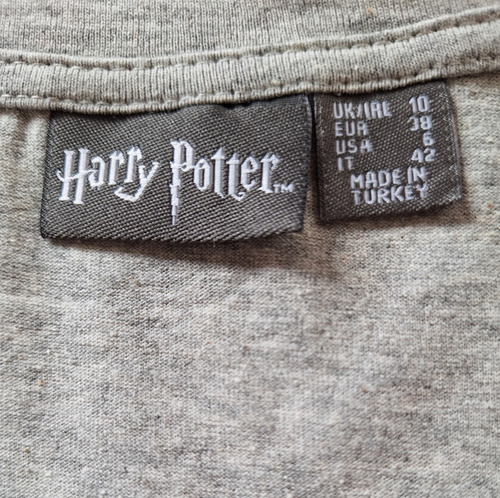 Harry Potter™
UK/IRL 10
EUR 38
USA 6
IT 42
MADE IN
TURKEY